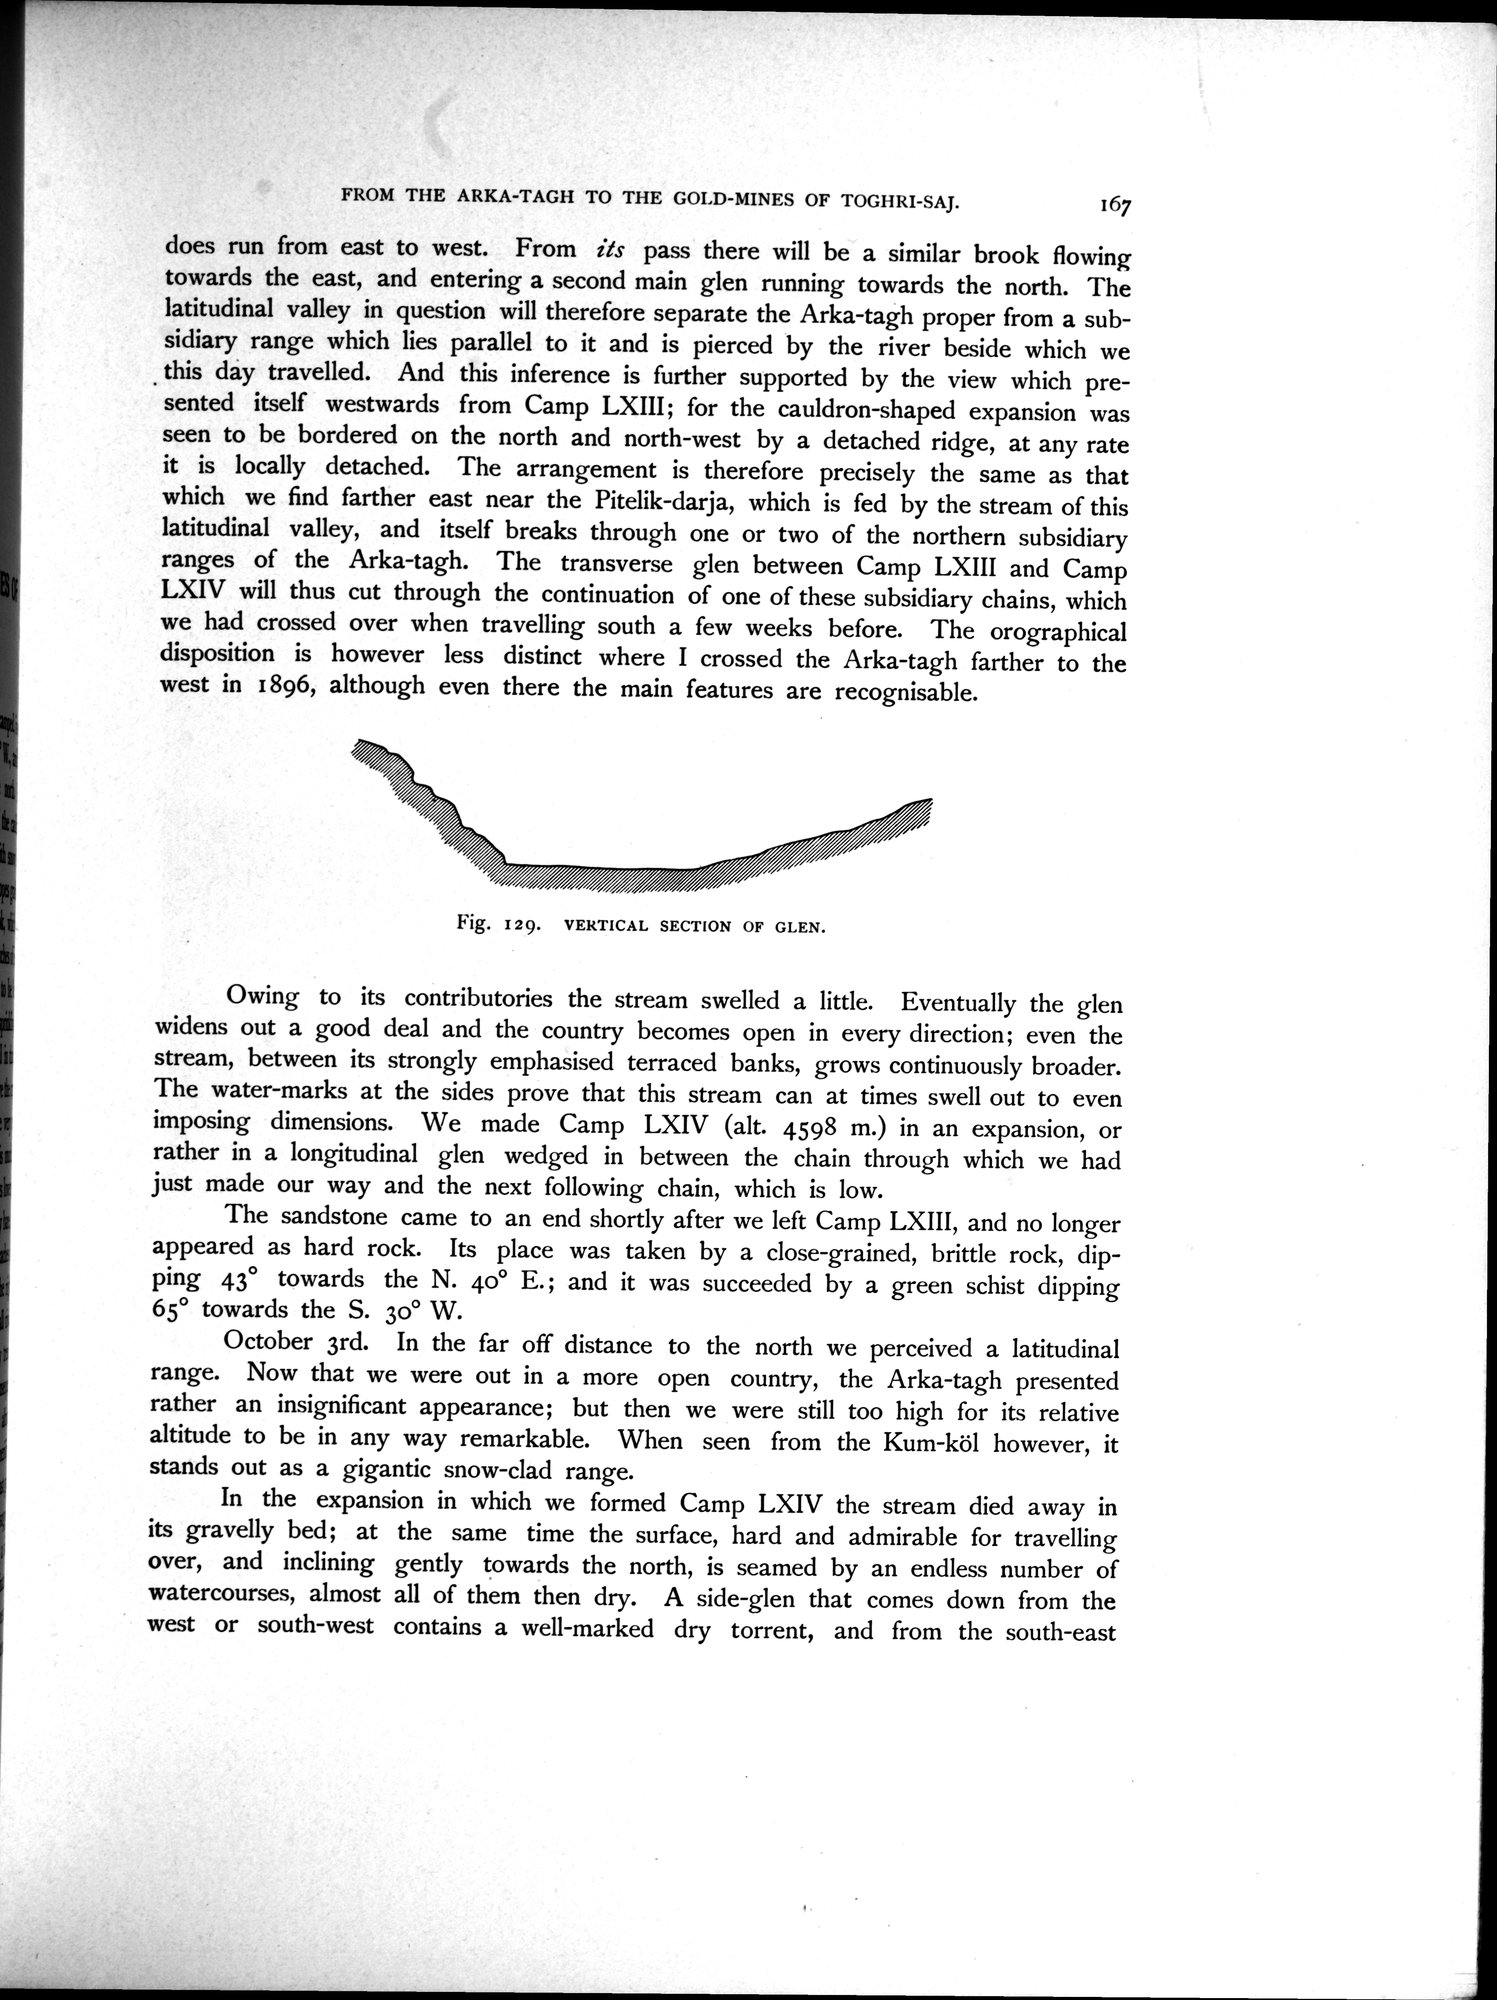 FROM THE ARKA-TAGH TO THE GOLD-MINES OF TOGHRI-SAJ. 167
does run from east to west. From its pass there will be a similar brook flowing
towards the east, and entering a second main glen running towards the north. The
latitudinal valley in question will therefore separate the Arka-tagh proper from a sub-
sidiary range which lies parallel to it and is pierced by the river beside which we
this day travelled. And this inference is further supported by the view which pre-
sented itself westwards from Camp LXIII; for the cauldron-shaped expansion was
seen to be bordered on the north and north-west by a detached ridge, at any rate
it is locally detached. The arrangement is therefore precisely the same as that
which we find farther east near the Pitelik-darja, which is fed by the stream of this
latitudinal valley, and itself breaks through one or two of the northern subsidiary
ranges of the Arka-tagh. The transverse glen between Camp LXIII and Camp
LXIV will thus cut through the continuation of one of these subsidiary chains, which
we had crossed over when travelling south a few weeks before. The orographical
disposition is however less distinct where I crossed the Arka-tagh farther to the
west in 1896, although even there the main features are recognisable.
Fig. 129. VERTICAL SECTION OF GLEN.
Owing to its contributories the stream swelled a little. Eventually the glen
widens out a good deal and the country becomes open in every direction; even the
stream, between its strongly emphasised terraced banks, grows continuously broader.
The water-marks at the sides prove that this stream can at times swell out to even
imposing dimensions. We made Camp LXIV (alt. 4598 m.) in an expansion, or
rather in a longitudinal glen wedged in between the chain through which we had
just made our way and the next following chain, which is low.
The sandstone came to an end shortly after we left Camp LXIII, and no longer
appeared as hard rock. Its place was taken by a close-grained, brittle rock, dip-
ping 43° towards the N. 40° E.; and it was succeeded by a green schist dipping
65° towards the S. 30° W.
October 3rd. In the far off distance to the north we perceived a latitudinal
range. Now that we were out in a more open country, the Arka-tagh presented
rather an insignificant appearance; but then we were still too high for its relative
altitude to be in any way remarkable. When seen from the Kum-köl however, it
stands out as a gigantic snow-clad range.
In the expansion in which we formed Camp LXIV the stream died away in
its gravelly bed; at the same time the surface, hard and admirable for travelling
over, and inclining gently towards the north, is seamed by an endless number of
watercourses, almost all of them then dry. A side-glen that comes down from the
west or south-west contains a well-marked dry torrent, and from the south-east